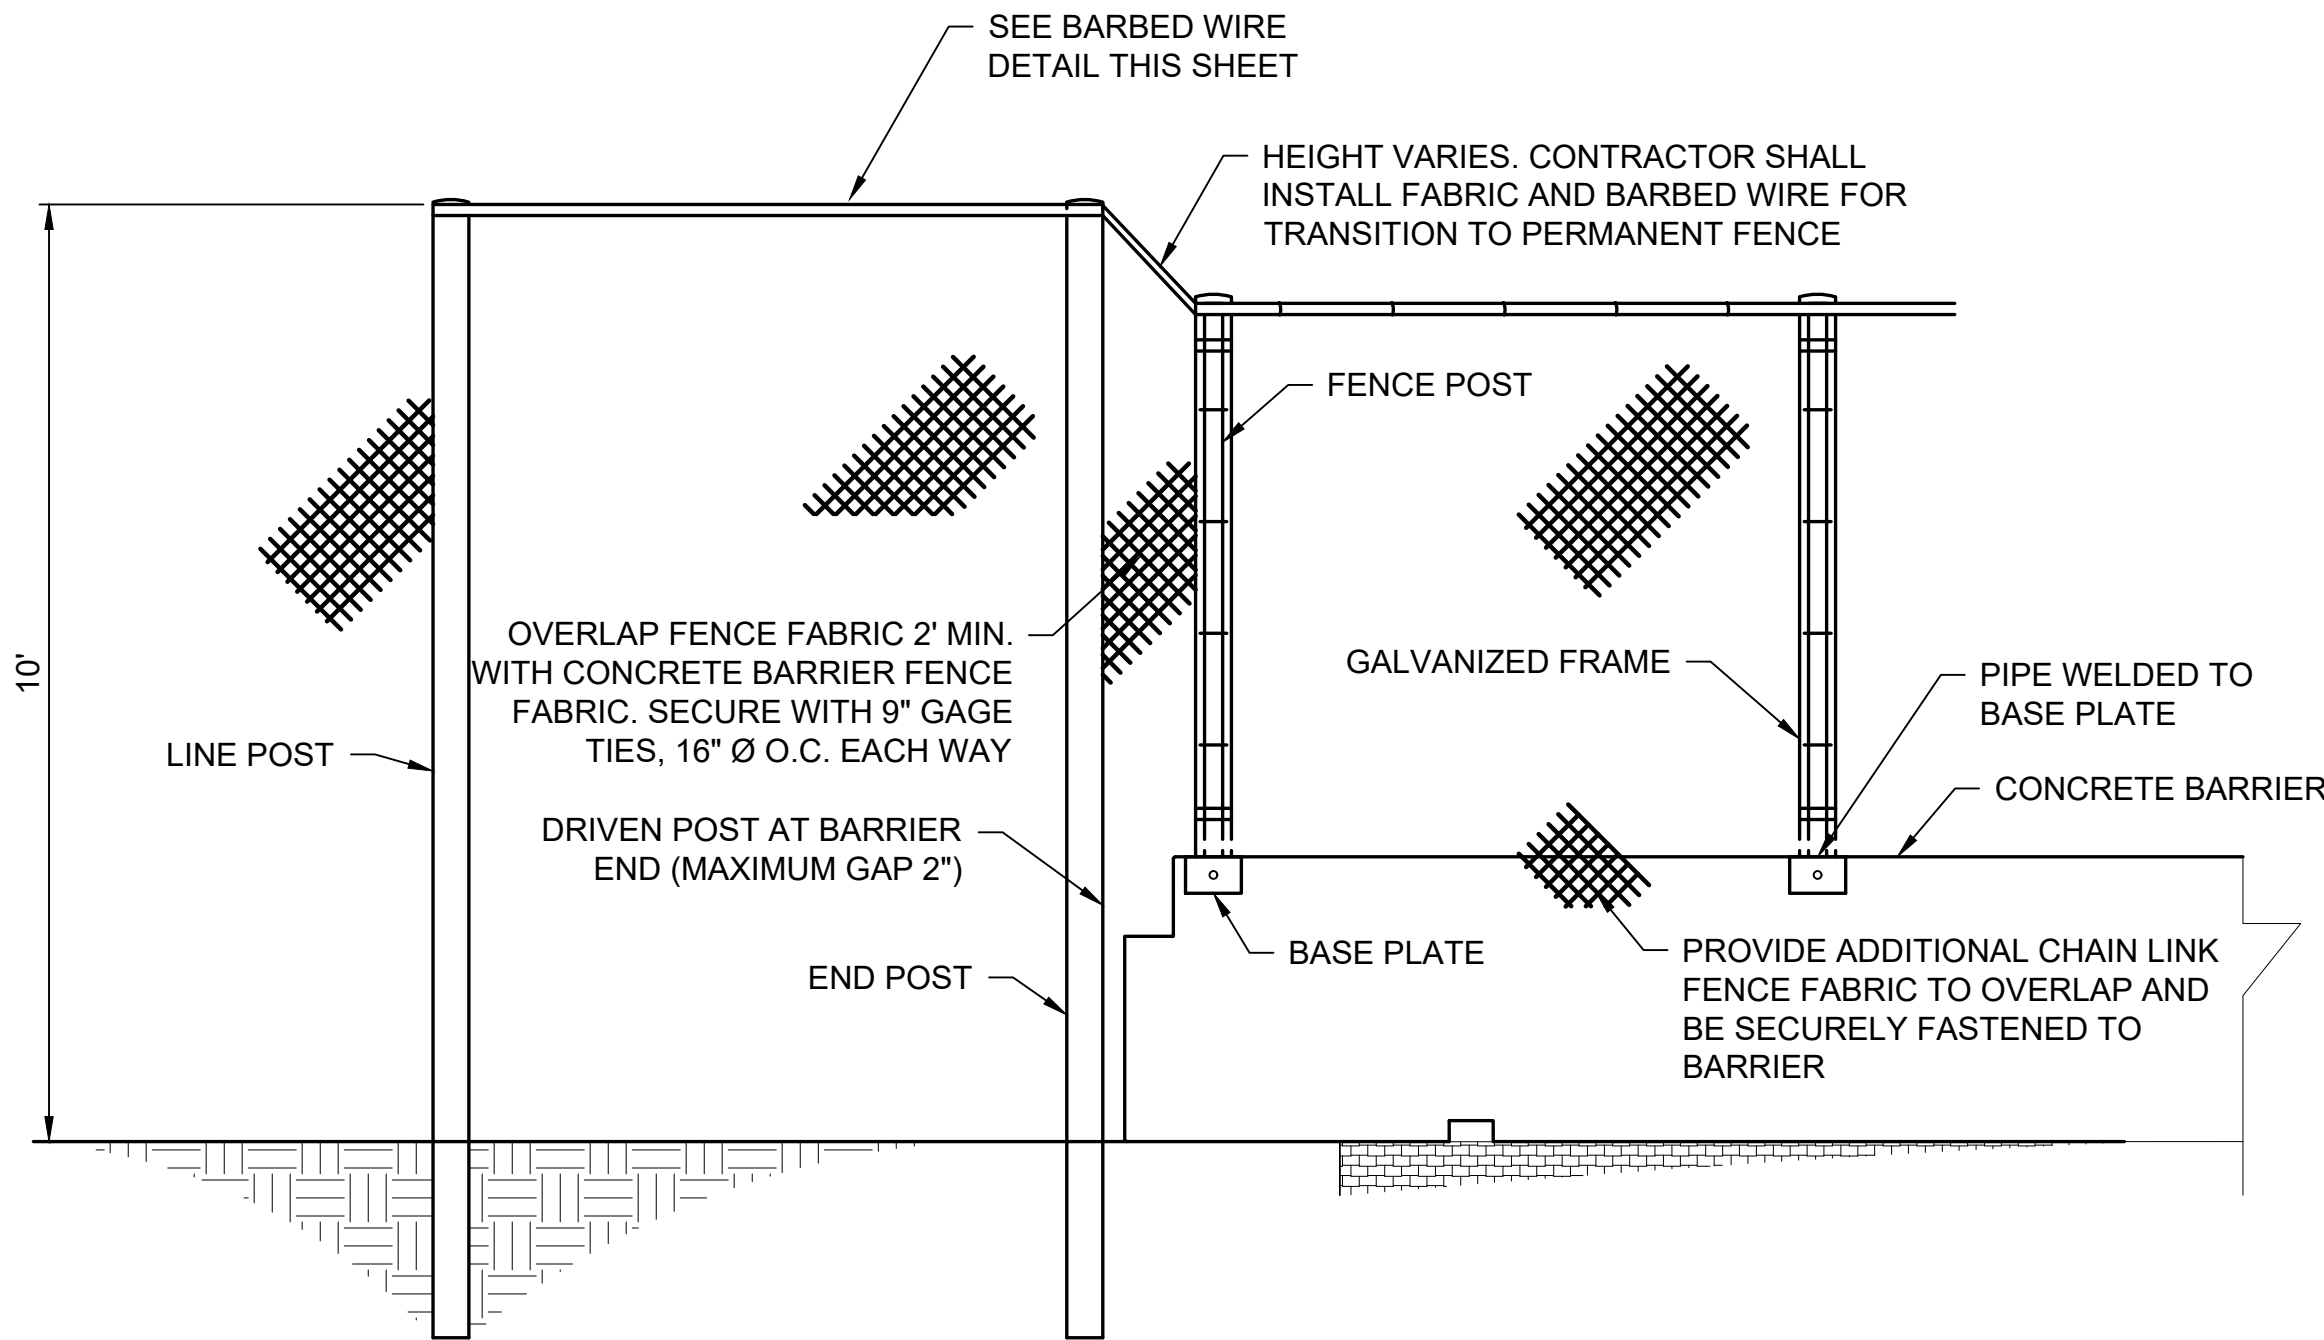 SEE BARBED WIRE
DETAIL THIS SHEET
HEIGHT VARIES. CONTRACTOR SHALL
INSTALL FABRIC AND BARBED WIRE FOR
TRANSITION TO PERMANENT FENCE
FENCE POST
10'
OVERLAP FENCE FABRIC 2' MIN.
WITH CONCRETE BARRIER FENCE
FABRIC. SECURE WITH 9" GAGE
TIES, 16" Ø O.C. EACH WAY
GALVANIZED FRAME
PIPE WELDED TO
BASE PLATE
LINE POST
CONCRETE BARRIER
DRIVEN POST AT BARRIER
END (MAXIMUM GAP 2")
BASE PLATE
END POST
PROVIDE ADDITIONAL CHAIN LINK
FENCE FABRIC TO OVERLAP AND
BE SECURELY FASTENED TO
BARRIER